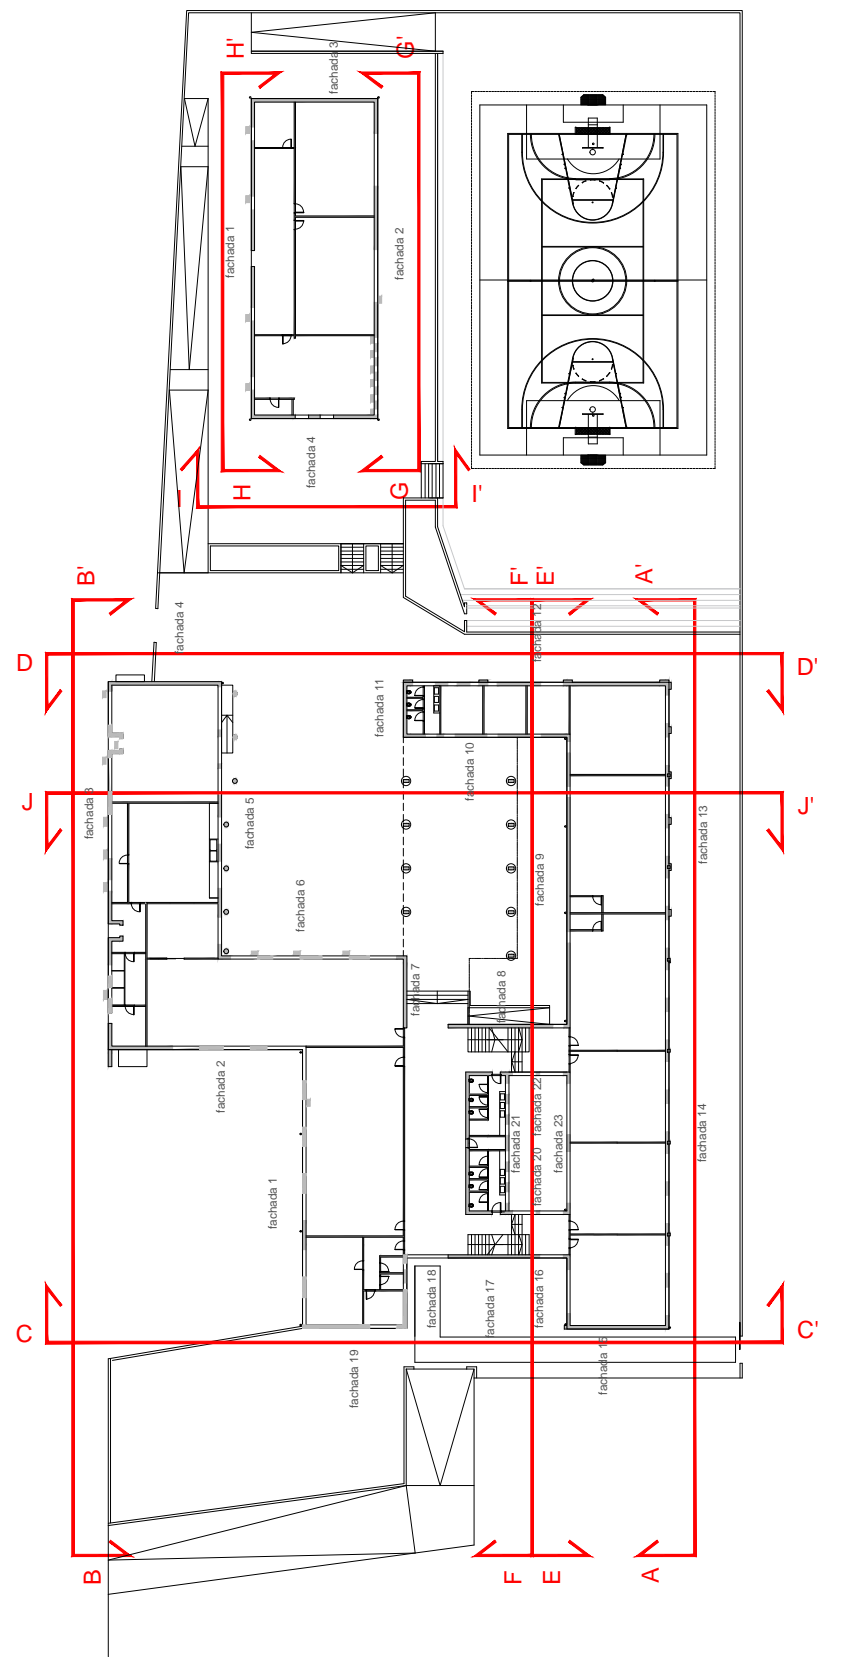 H'
G'
fachada 3
fachada 1
fachada 2
fachada 4
H
G
I
I'
B'
F'
E'
A'
fachada 4
fachada 12
D
D'
fachada 11
fachada 10
J
J'
fachada 3
fachada 5
fachada 13
fachada 9
fachada 6
fachada 7
fachada 8
fachada 2
fachada 22
fachada 21
fachada 23
fachada 14
fachada 20
fachada 1
fachada 18
fachada 17
fachada 16
C
C'
fachada 19
fachada 15
B
F
E
A